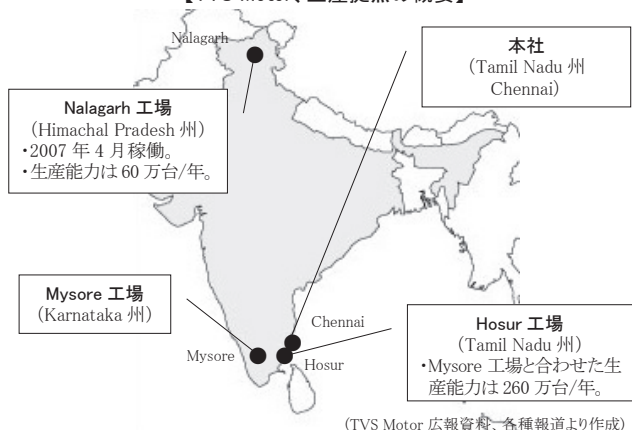 Nalagarh
本社
(Tamil Nadu 州
Chennai)
Nalagarh 工場
(Himachal Pradesh 州)
・2007 年 4 月稼働。
・生産能力は 60 万台/年。
Mysore 工場
(Karnataka 州)
Chennai
Mysore
Hosur
Hosur 工場
(Tamil Nadu 州)
・Mysore 工場と合わせた生
産能力は 260 万台/年。
(TVS Motor 広報資料、各種報道より作成)